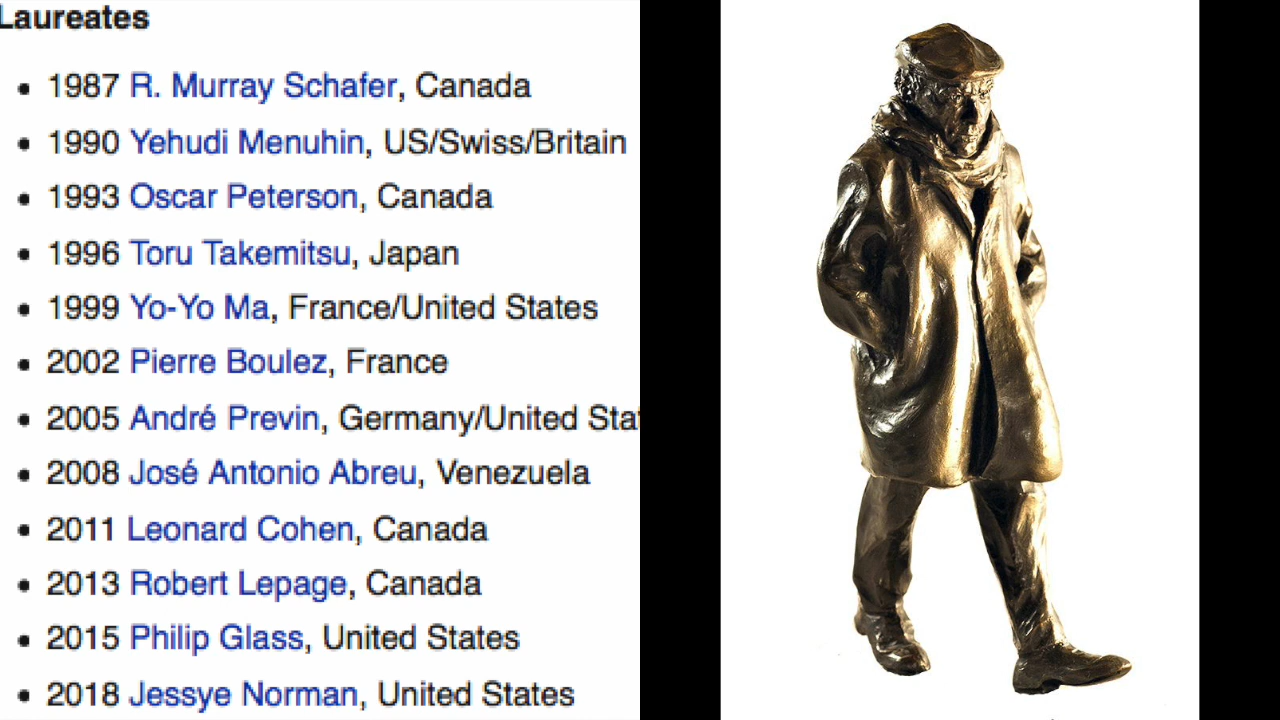 Laureates
1987 R. Murray Schafer, Canada
1990 Yehudi Menuhin, US/Swiss/Britain
1993 Oscar Peterson, Canada
1996 Toru Takemitsu, Japan
1999 Yo-Yo Ma, France/United States
2002 Pierre Boulez, France
2005 André Previn, Germany/United Sta
2008 José Antonio Abreu, Venezuela
2011 Leonard Cohen, Canada
2013 Robert Lepage, Canada
2015 Philip Glass, United States
2018 Jessye Norman, United States